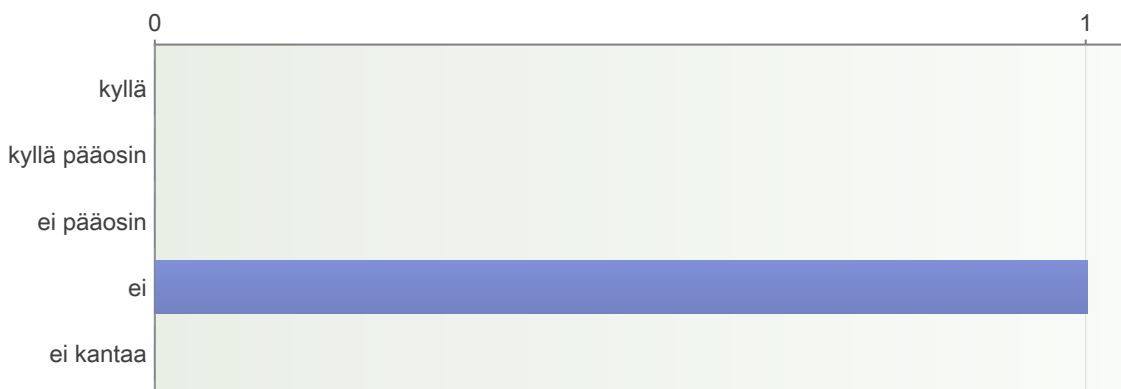 0 1
kyllä
kyllä pääosin
ei pääosin
ei
ei kantaa